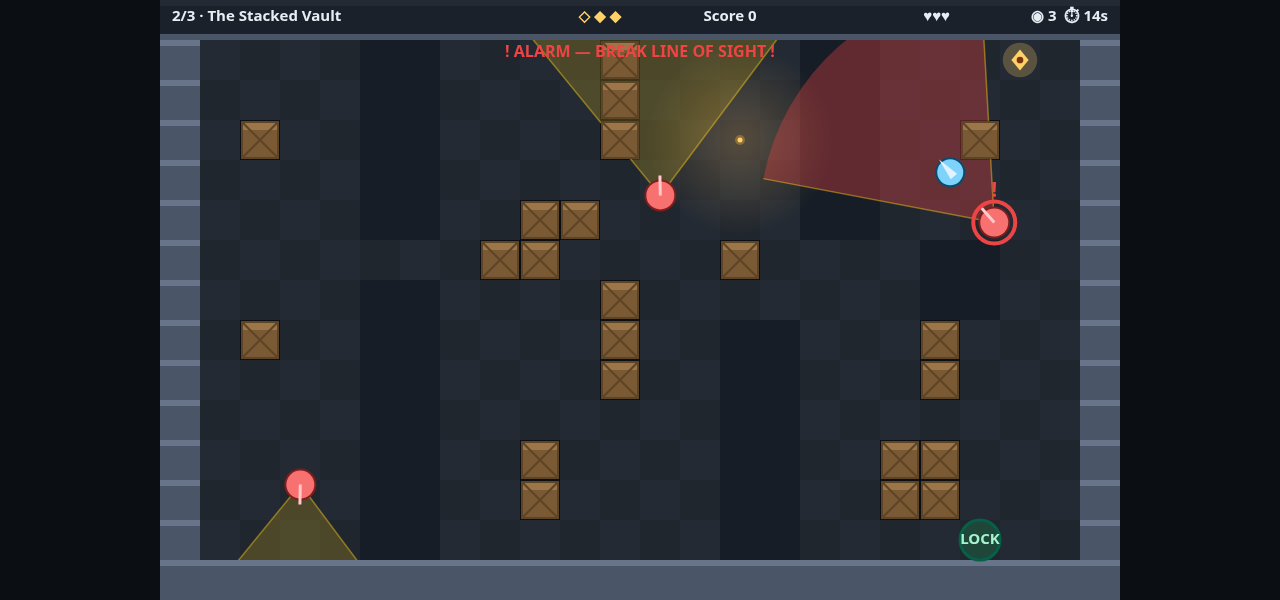 2/3 · The Stacked Vault
Score 0
♥♥♥
◉ 3 ⏱ 14s
! ALARM — BREAK LINE OF SIGHT !
!
LOCK